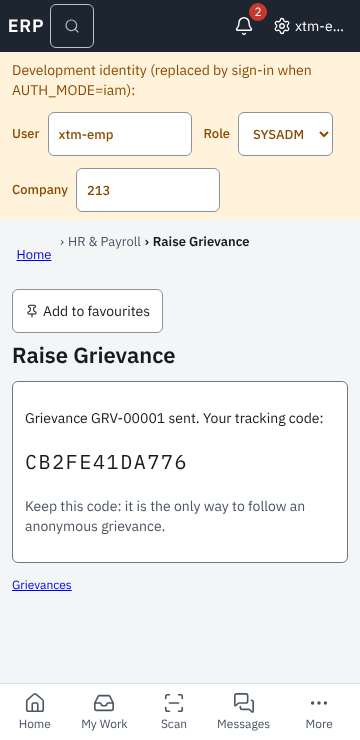 ERP
2
xtm-e...
Development identity (replaced by sign-in when
AUTH_MODE=iam):
User xtm-emp Role SYSADM
Company 213
Home › HR & Payroll › Raise Grievance
Add to favourites
Raise Grievance
Grievance GRV-00001 sent. Your tracking code:
CB2FE41DA776
Keep this code: it is the only way to follow an
anonymous grievance.
Grievances
Home My Work Scan Messages More